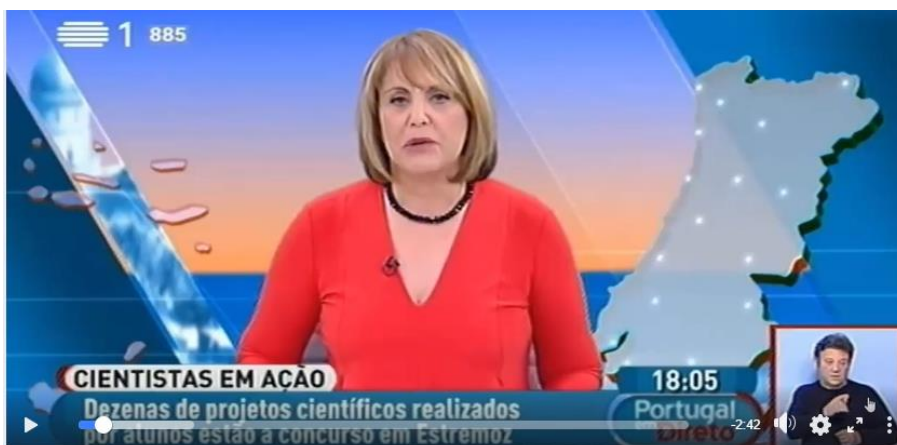 1 885
CIENTISTAS EM AÇÃO
18:05
Dezenas de projetos científicos realizados
por alunos estão a concurso em Estremoz
Portugal
em Direto
-2:42